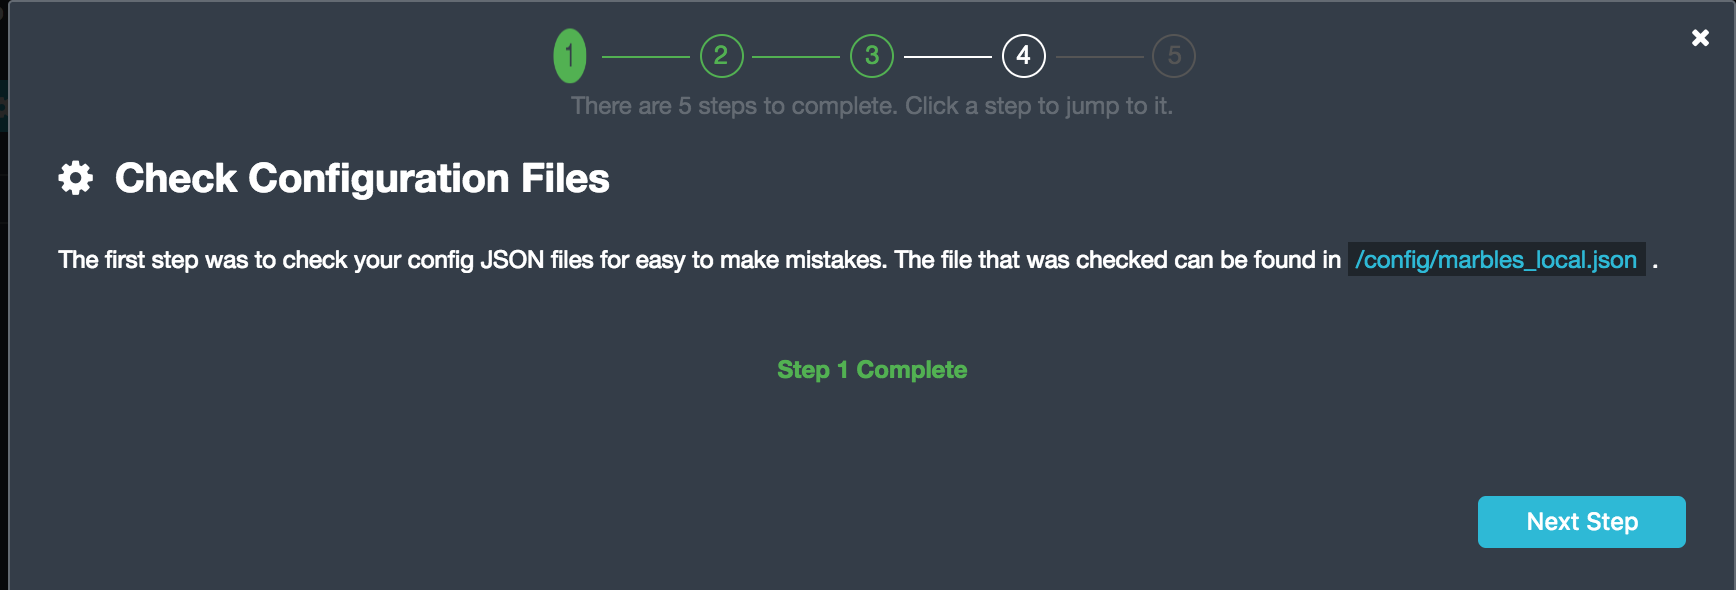 1 2 3 4 5
There are 5 steps to complete. Click a step to jump to it.
Check Configuration Files
The first step was to check your config JSON files for easy to make mistakes. The file that was checked can be found in /config/marbles_local.json .
Step 1 Complete
Next Step